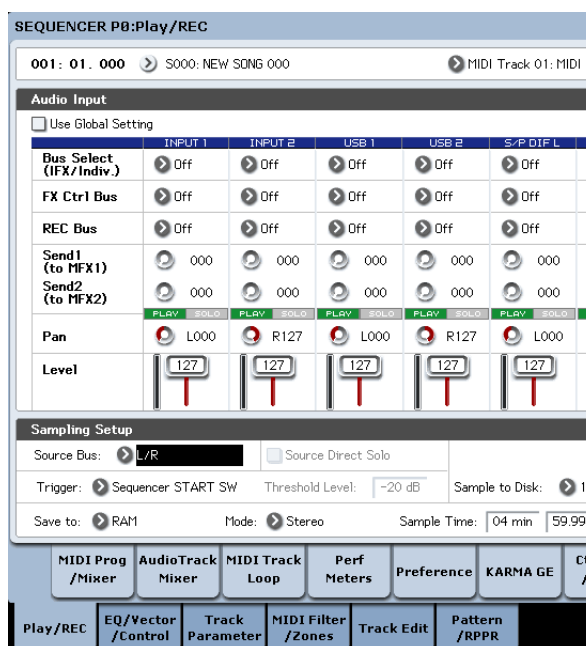 SEQUENCER P0:Play/REC
001: 01. 000 S000: NEW SONG 000 MIDI Track 01: MIDI
Audio Input
Use Global Setting
INPUT 1 INPUT 2 USB 1 USB 2 S/P DIF L
Bus Select
(IFX/Indiv.) Off Off Off Off Off
FX Ctrl Bus Off Off Off Off Off
REC Bus Off Off Off Off Off
Send1
(to MFX1) 000 000 000 000 000
Send2
(to MFX2) 000 000 000 000 000
PLAY SOLO PLAY SOLO PLAY SOLO PLAY SOLO PLAY SOLO
Pan L000 R127 L000 R127 L000
Level 127 127 127 127 127
Sampling Setup
Source Bus: L/R Source Direct Solo
Trigger: Sequencer START SW Threshold Level: -20 dB Sample to Disk: 1
Save to: RAM Mode: Stereo Sample Time: 04 min 59.99
MIDI Prog
/Mixer
AudioTrack
Mixer
MIDI Track
Loop
Perf
Meters
Preference
KARMA GE
Play/REC
EQ/Vector
/Control
Track
Parameter
MIDI Filter
/Zones
Track Edit
Pattern
/RPPR